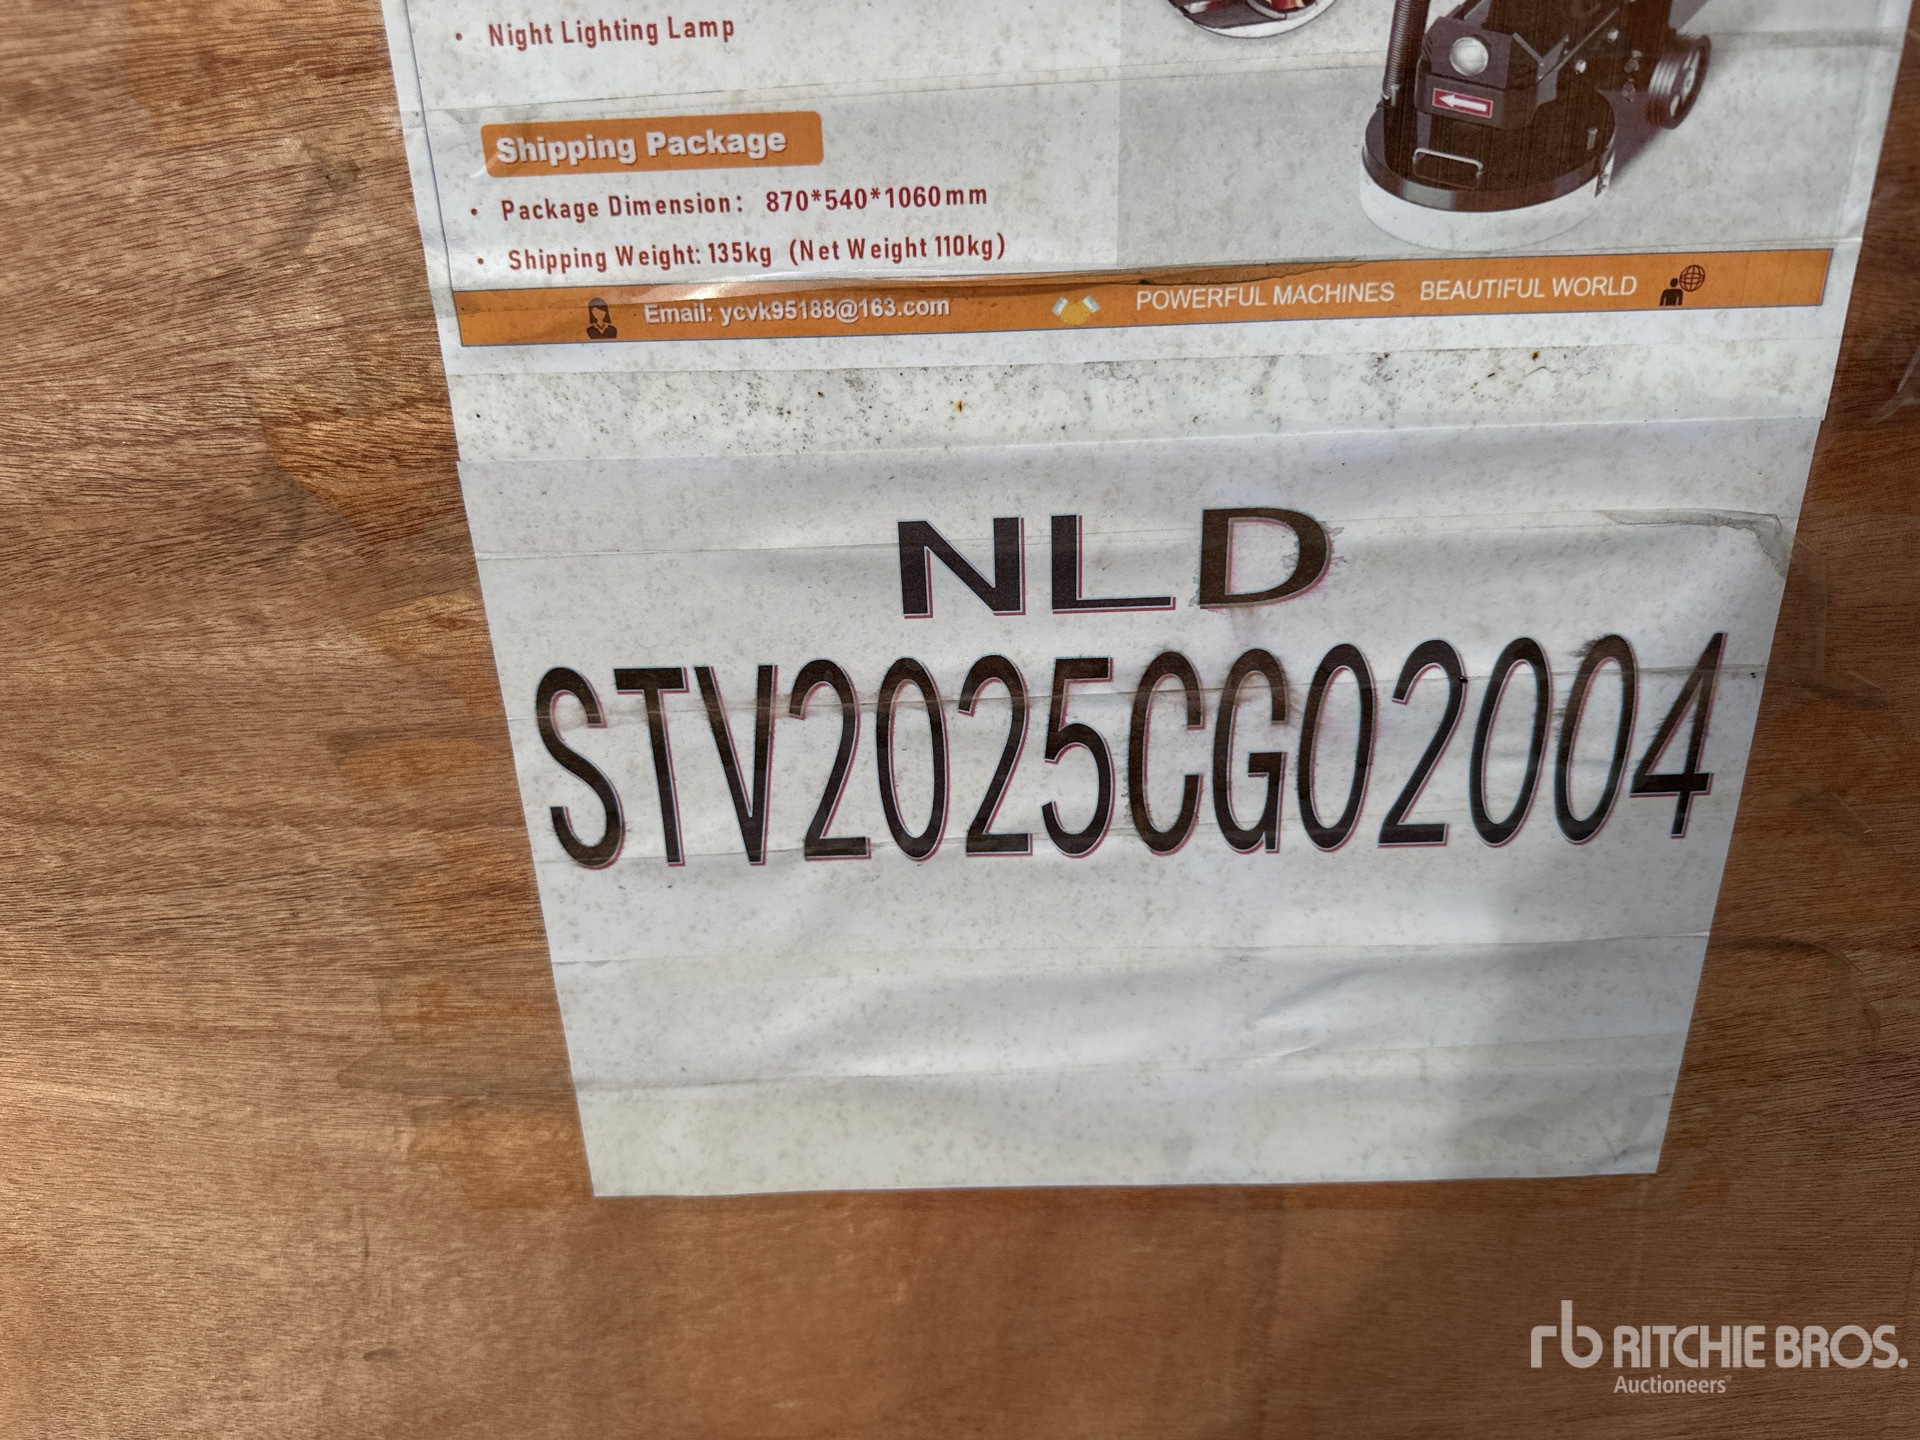 • Night Lighting Lamp
Shipping Package
• Package Dimension: 870*540*1060mm
• Shipping Weight: 135kg (Net Weight 110kg)
Email: ycvk95188@163.com POWERFUL MACHINES BEAUTIFUL WORLD
NLD
STV2025CG02004
rb RITCHIE BROS.
Auctioneers